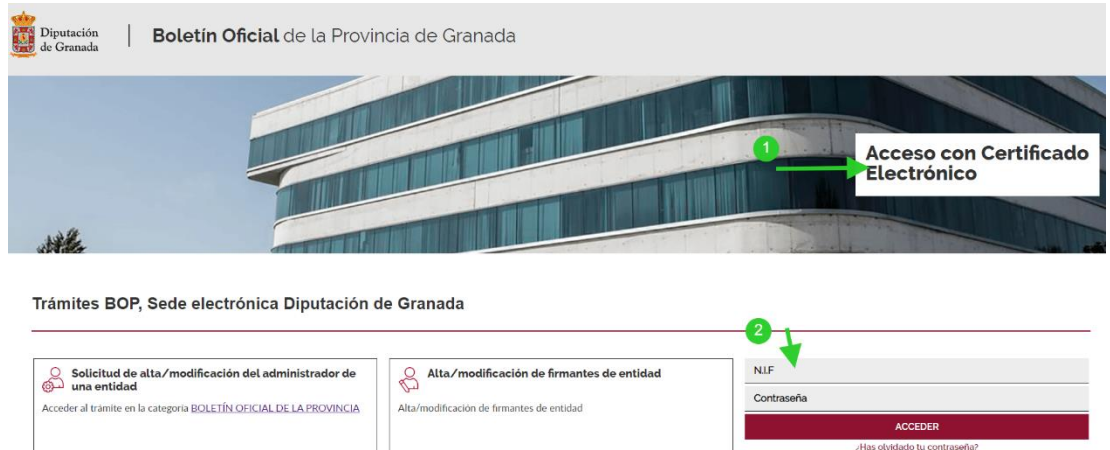 Diputación
de Granada
Boletín Oficial de la Provincia de Granada
1
Acceso con Certificado
Electrónico
Trámites BOP, Sede electrónica Diputación de Granada
2
Solicitud de alta/modificación del administrador de
una entidad
Acceder al trámite en la categoría BOLETÍN OFICIAL DE LA PROVINCIA
Alta/modificación de firmantes de entidad
Alta/modificación de firmantes de entidad
N.I.F
Contraseña
ACCEDER
¿Has olvidado tu contraseña?